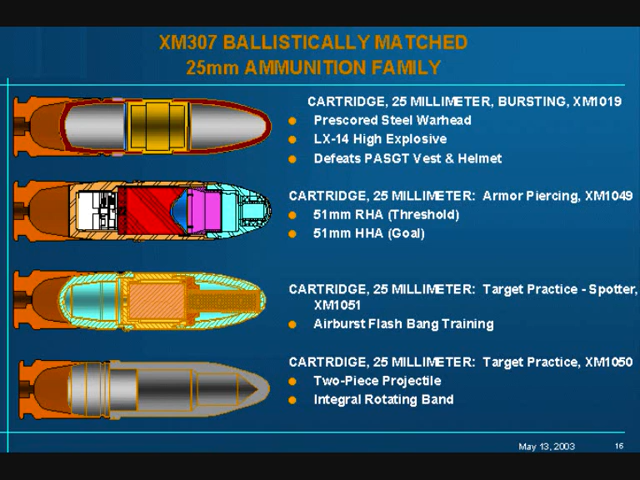 XM307 BALLISTICALLY MATCHED
25mm AMMUNITION FAMILY
CARTRIDGE, 25 MILLIMETER, BURSTING, XM1019
Prescored Steel Warhead
LX-14 High Explosive
Defeats PASGT Vest & Helmet
CARTRIDGE, 25 MILLIMETER: Armor Piercing, XM1049
51mm RHA (Threshold)
51mm HHA (Goal)
CARTRIDGE, 25 MILLIMETER: Target Practice - Spotter,
XM1051
Airburst Flash Bang Training
CARTRDIGE, 25 MILLIMETER: Target Practice, XM1050
Two-Piece Projectile
Integral Rotating Band
May 13, 2003
16